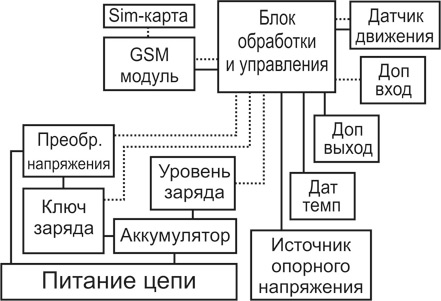 Sim-карта
GSM
модуль
Блок
обработки
и управления
Датчик
движения
Доп
вход
Доп
выход
Дат
темп
Преобр.
напряжения
Уровень
заряда
Ключ
заряда
Аккумулятор
Источник
опорного
напряжения
Питание цепи